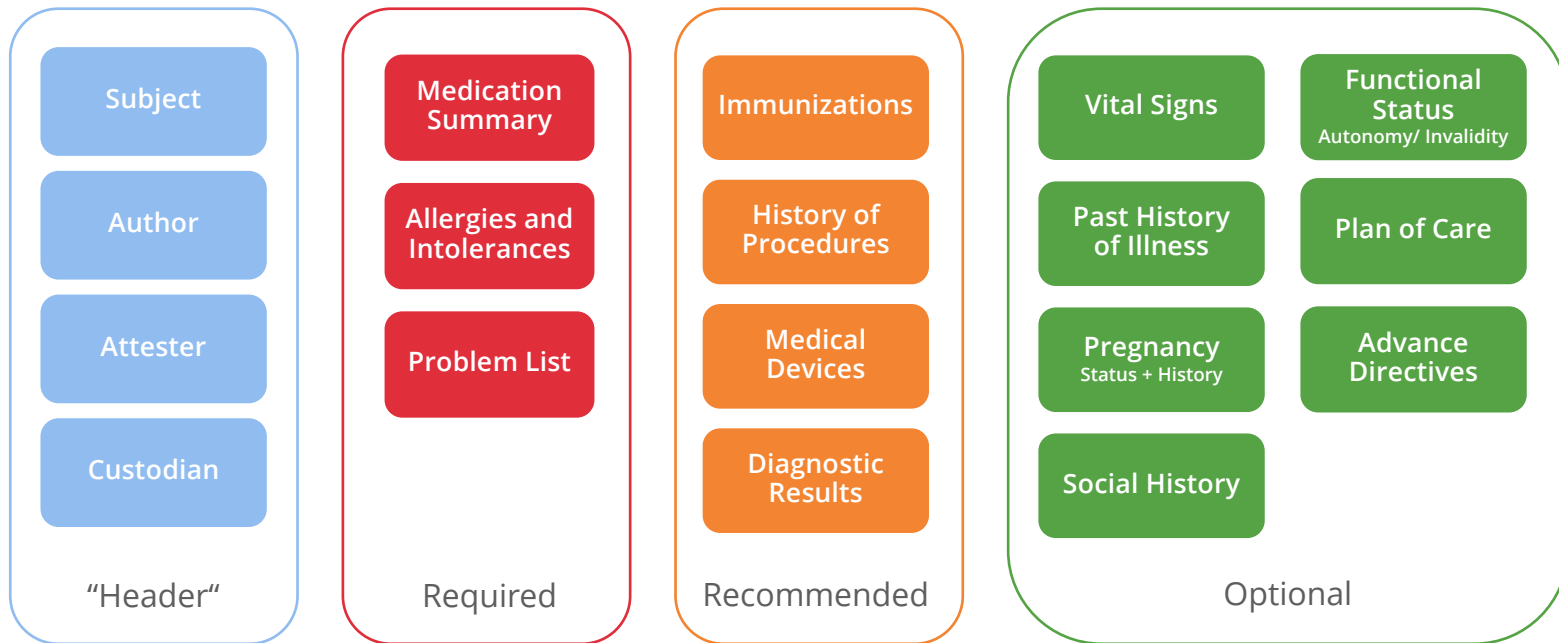 Subject
Author
Attester
Custodian
“Header“
Medication
Summary
Allergies and
Intolerances
Problem List
Required
Immunizations
History of
Procedures
Medical
Devices
Diagnostic
Results
Recommended
Vital Signs
Functional
Status
Autonomy/ Invalidity
Past History
of Illness
Plan of Care
Pregnancy
Status + History
Advance
Directives
Social History
Optional